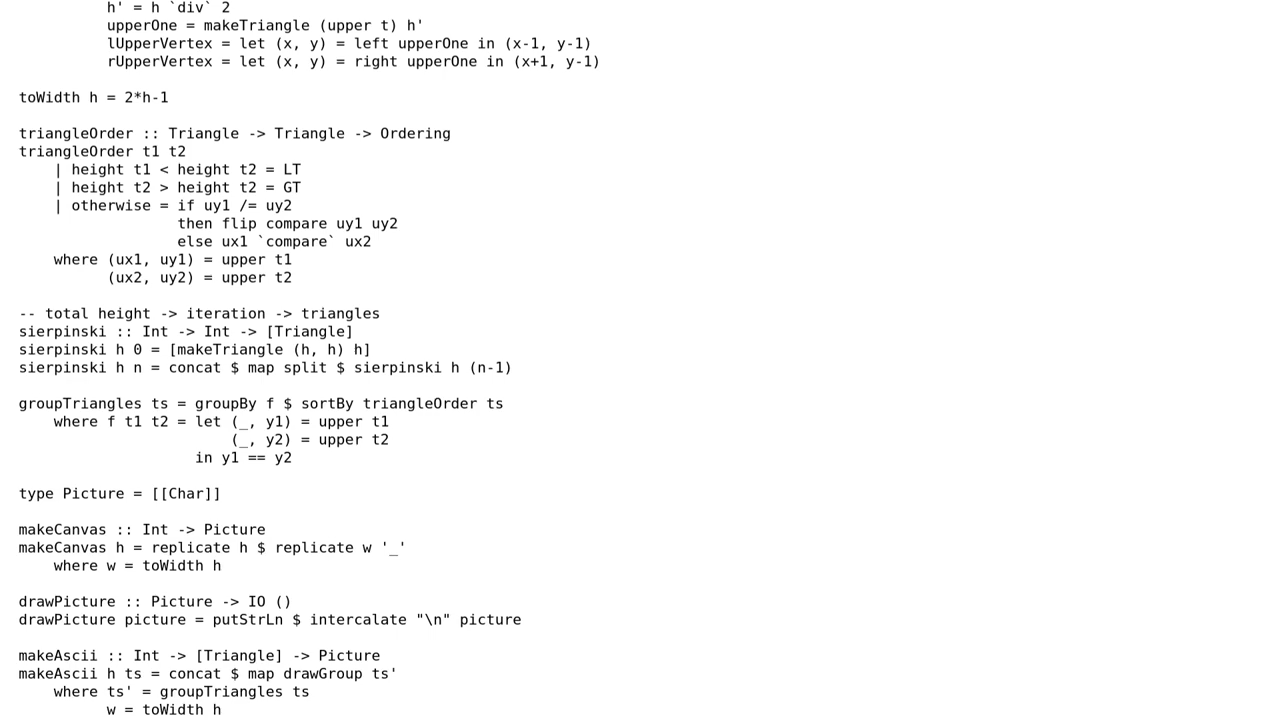 h' = h `div` 2
          upperOne = makeTriangle (upper t) h'
          lUpperVertex = let (x, y) = left upperOne in (x-1, y-1)
          rUpperVertex = let (x, y) = right upperOne in (x+1, y-1)

toWidth h = 2*h-1

triangleOrder :: Triangle -> Triangle -> Ordering
triangleOrder t1 t2
    | height t1 < height t2 = LT
    | height t2 > height t2 = GT
    | otherwise = if uy1 /= uy2
                  then flip compare uy1 uy2
                  else ux1 `compare` ux2
    where (ux1, uy1) = upper t1
          (ux2, uy2) = upper t2

-- total height -> iteration -> triangles
sierpinski :: Int -> Int -> [Triangle]
sierpinski h 0 = [makeTriangle (h, h) h]
sierpinski h n = concat $ map split $ sierpinski h (n-1)

groupTriangles ts = groupBy f $ sortBy triangleOrder ts
    where f t1 t2 = let (_, y1) = upper t1
                        (_, y2) = upper t2
                    in y1 == y2

type Picture = [[Char]]

makeCanvas :: Int -> Picture
makeCanvas h = replicate h $ replicate w '_'
    where w = toWidth h

drawPicture :: Picture -> IO ()
drawPicture picture = putStrLn $ intercalate "\n" picture

makeAscii :: Int -> [Triangle] -> Picture
makeAscii h ts = concat $ map drawGroup ts'
    where ts' = groupTriangles ts
          w = toWidth h